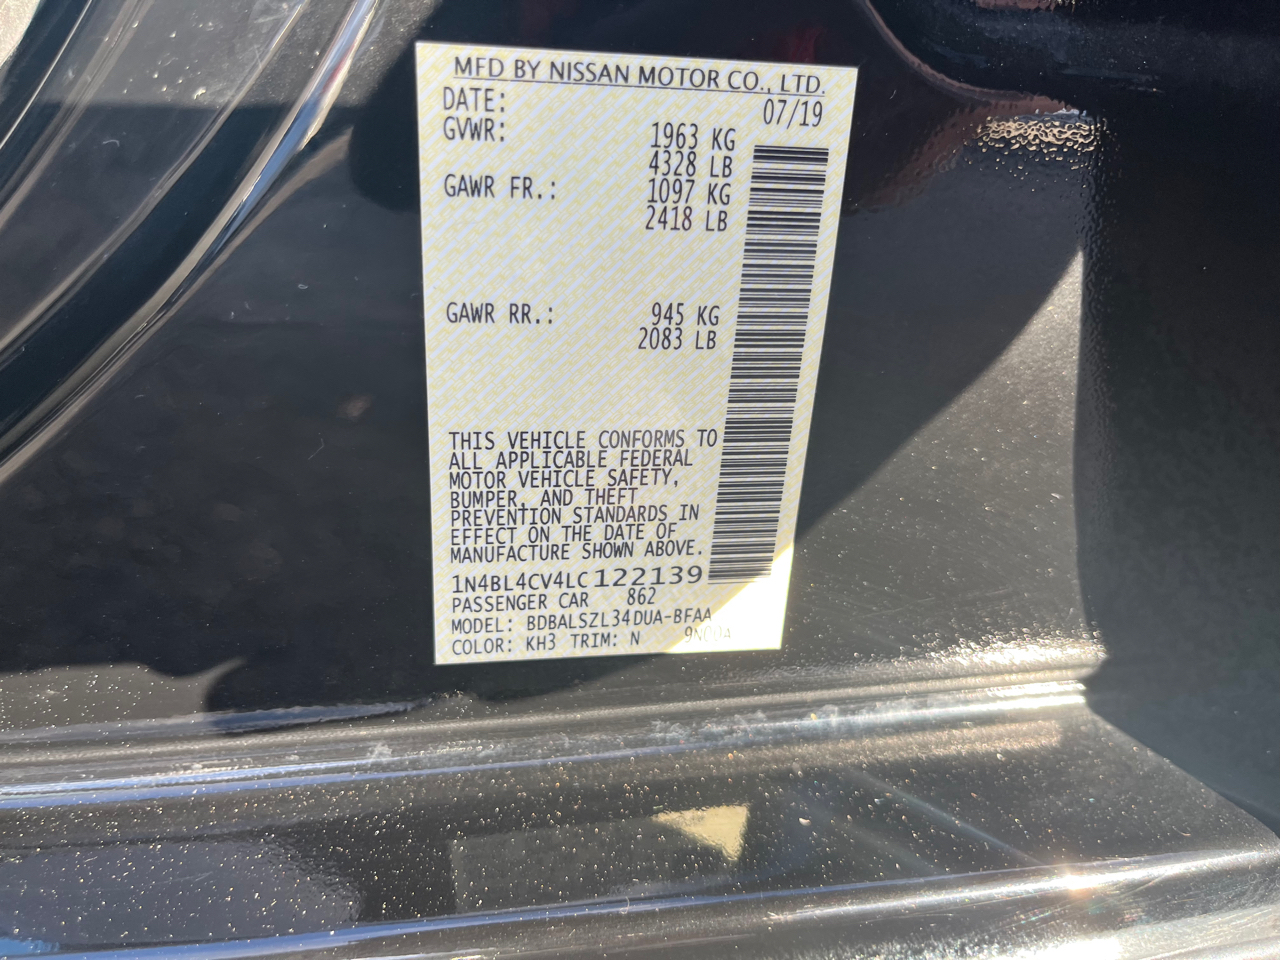 MFD BY NISSAN MOTOR CO., LTD.
DATE: 07/19
GVWR: 1963 KG
4328 LB
GAWR FR.: 1097 KG
2418 LB
GAWR RR.: 945 KG
2083 LB
THIS VEHICLE CONFORMS TO
ALL APPLICABLE FEDERAL
MOTOR VEHICLE SAFETY,
BUMPER, AND THEFT
PREVENTION STANDARDS IN
EFFECT ON THE DATE OF
MANUFACTURE SHOWN ABOVE.
1N4BL4CV4LC122139
PASSENGER CAR 862
MODEL: BDBALSZL34DUA-BFAA
COLOR: KH3 TRIM: N